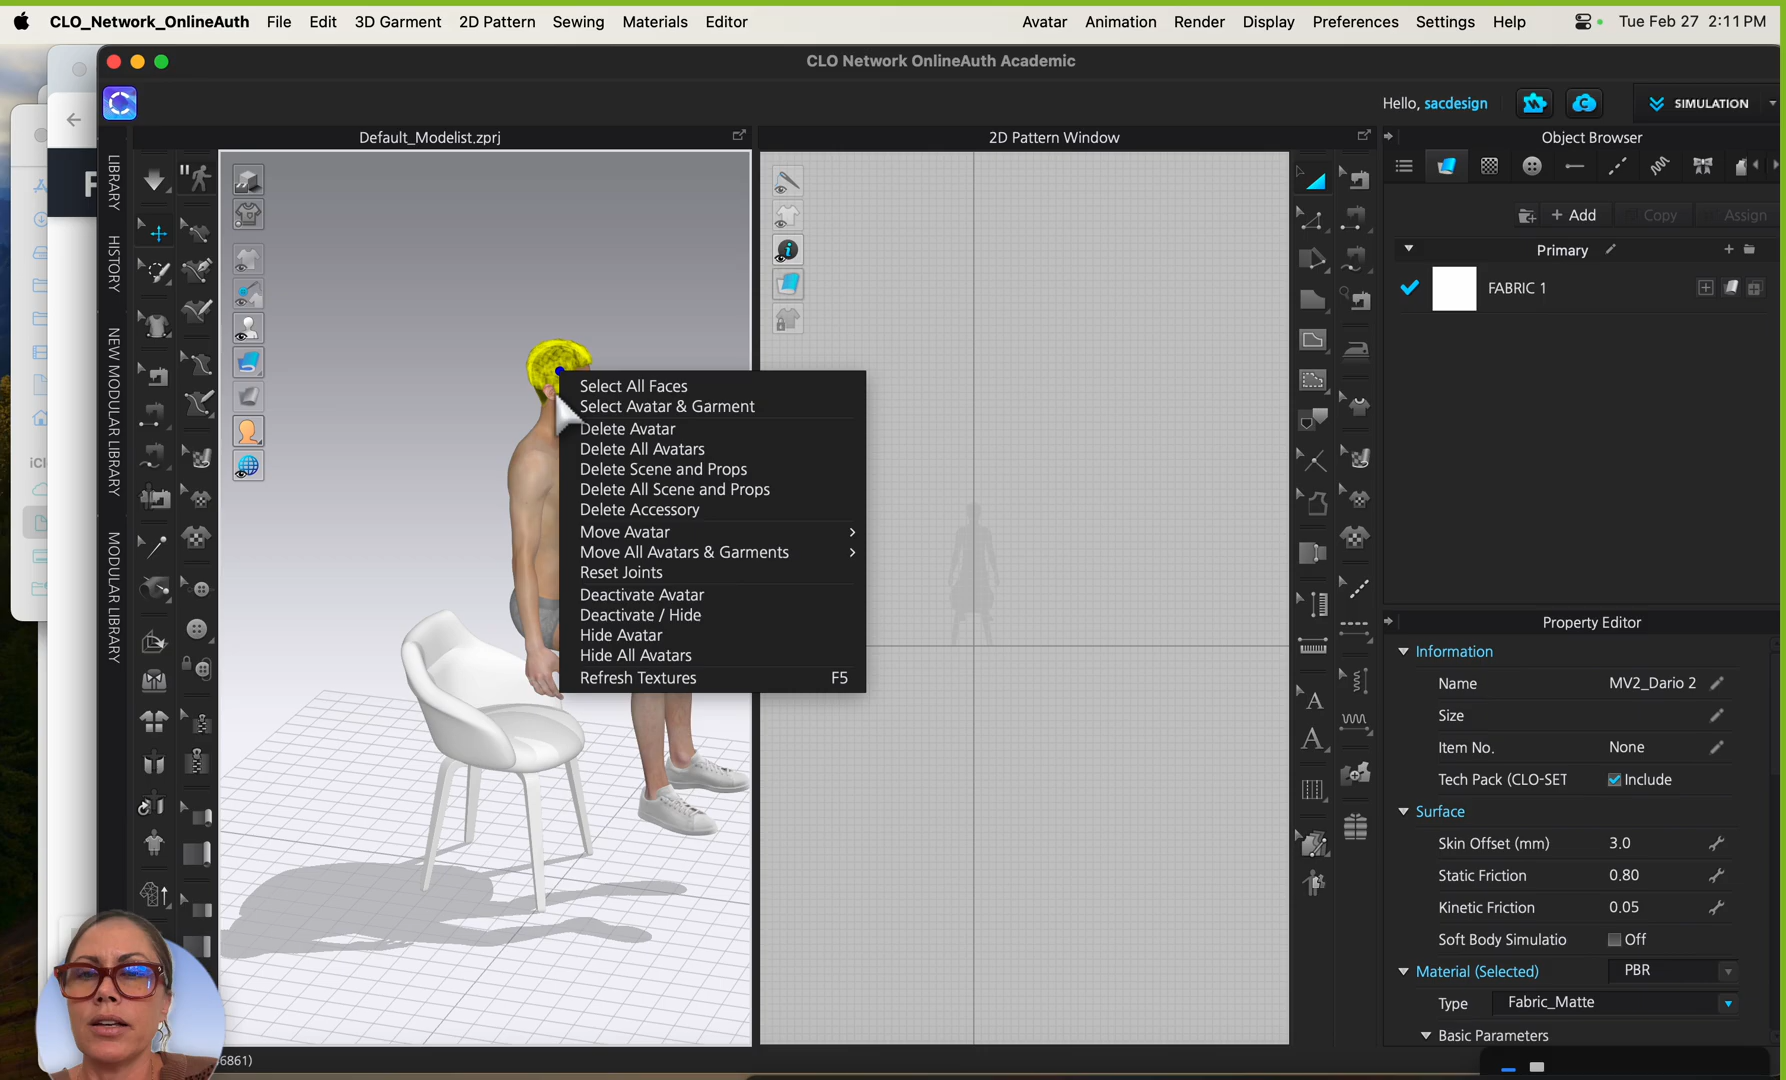 CLO_Network_OnlineAuth File Edit 3D Garment 2D Pattern Sewing Materials Editor Avatar Animation Render Display Preferences Settings Help Tue Feb 27 2:11 PM
CLO Network OnlineAuth Academic
Hello, sacdesign
SIMULATION
Default_Modelist.zprj
2D Pattern Window
Object Browser
LIBRARY
HISTORY
NEW MODULAR LIBRARY
MODULAR LIBRARY
iClo
+ Add Copy Assign
Primary
FABRIC 1
Select All Faces
Select Avatar & Garment
Delete Avatar
Delete All Avatars
Delete Scene and Props
Delete All Scene and Props
Delete Accessory
Move Avatar
Move All Avatars & Garments
Reset Joints
Deactivate Avatar
Deactivate / Hide
Hide Avatar
Hide All Avatars
Refresh Textures F5
Property Editor
Information
Name MV2_Dario 2
Size
Item No. None
Tech Pack (CLO-SET Include
Surface
Skin Offset (mm) 3.0
Static Friction 0.80
Kinetic Friction 0.05
Soft Body Simulatio Off
Material (Selected) PBR
Type Fabric_Matte
Basic Parameters
6861)